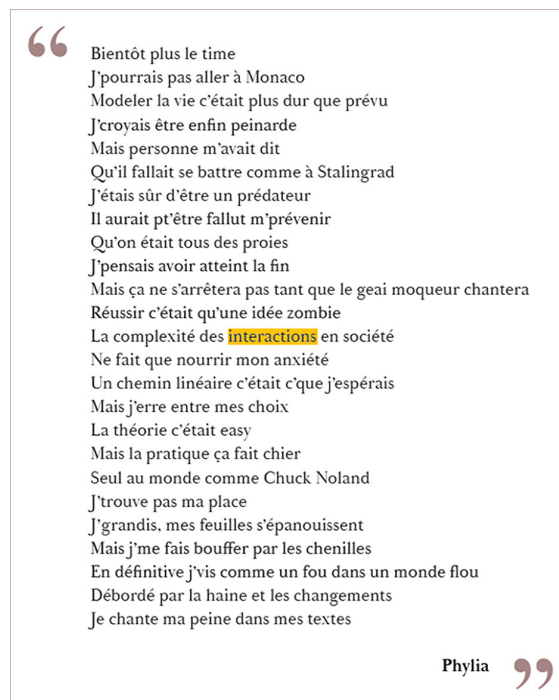 “
Bientôt plus le time
J’pourrais pas aller à Monaco
Modeler la vie c’était plus dur que prévu
J’croyais être enfin peinarde
Mais personne m’avait dit
Qu’il fallait se battre comme à Stalingrad
J’étais sûr d’être un prédateur
Il aurait pt’être fallut m’prévenir
Qu’on était tous des proies
J’pensais avoir atteint la fin
Mais ça ne s’arrêtera pas tant que le geai moqueur chantera
Réussir c’était qu’une idée zombie
La complexité des interactions en société
Ne fait que nourrir mon anxiété
Un chemin linéaire c’était c’que j’espérais
Mais j’erre entre mes choix
La théorie c’était easy
Mais la pratique ça fait chier
Seul au monde comme Chuck Noland
J’trouve pas ma place
J’grandis, mes feuilles s’épanouissent
Mais j’me fais bouffer par les chenilles
En définitive j’vis comme un fou dans un monde flou
Débordé par la haine et les changements
Je chante ma peine dans mes textes
Phylia
”